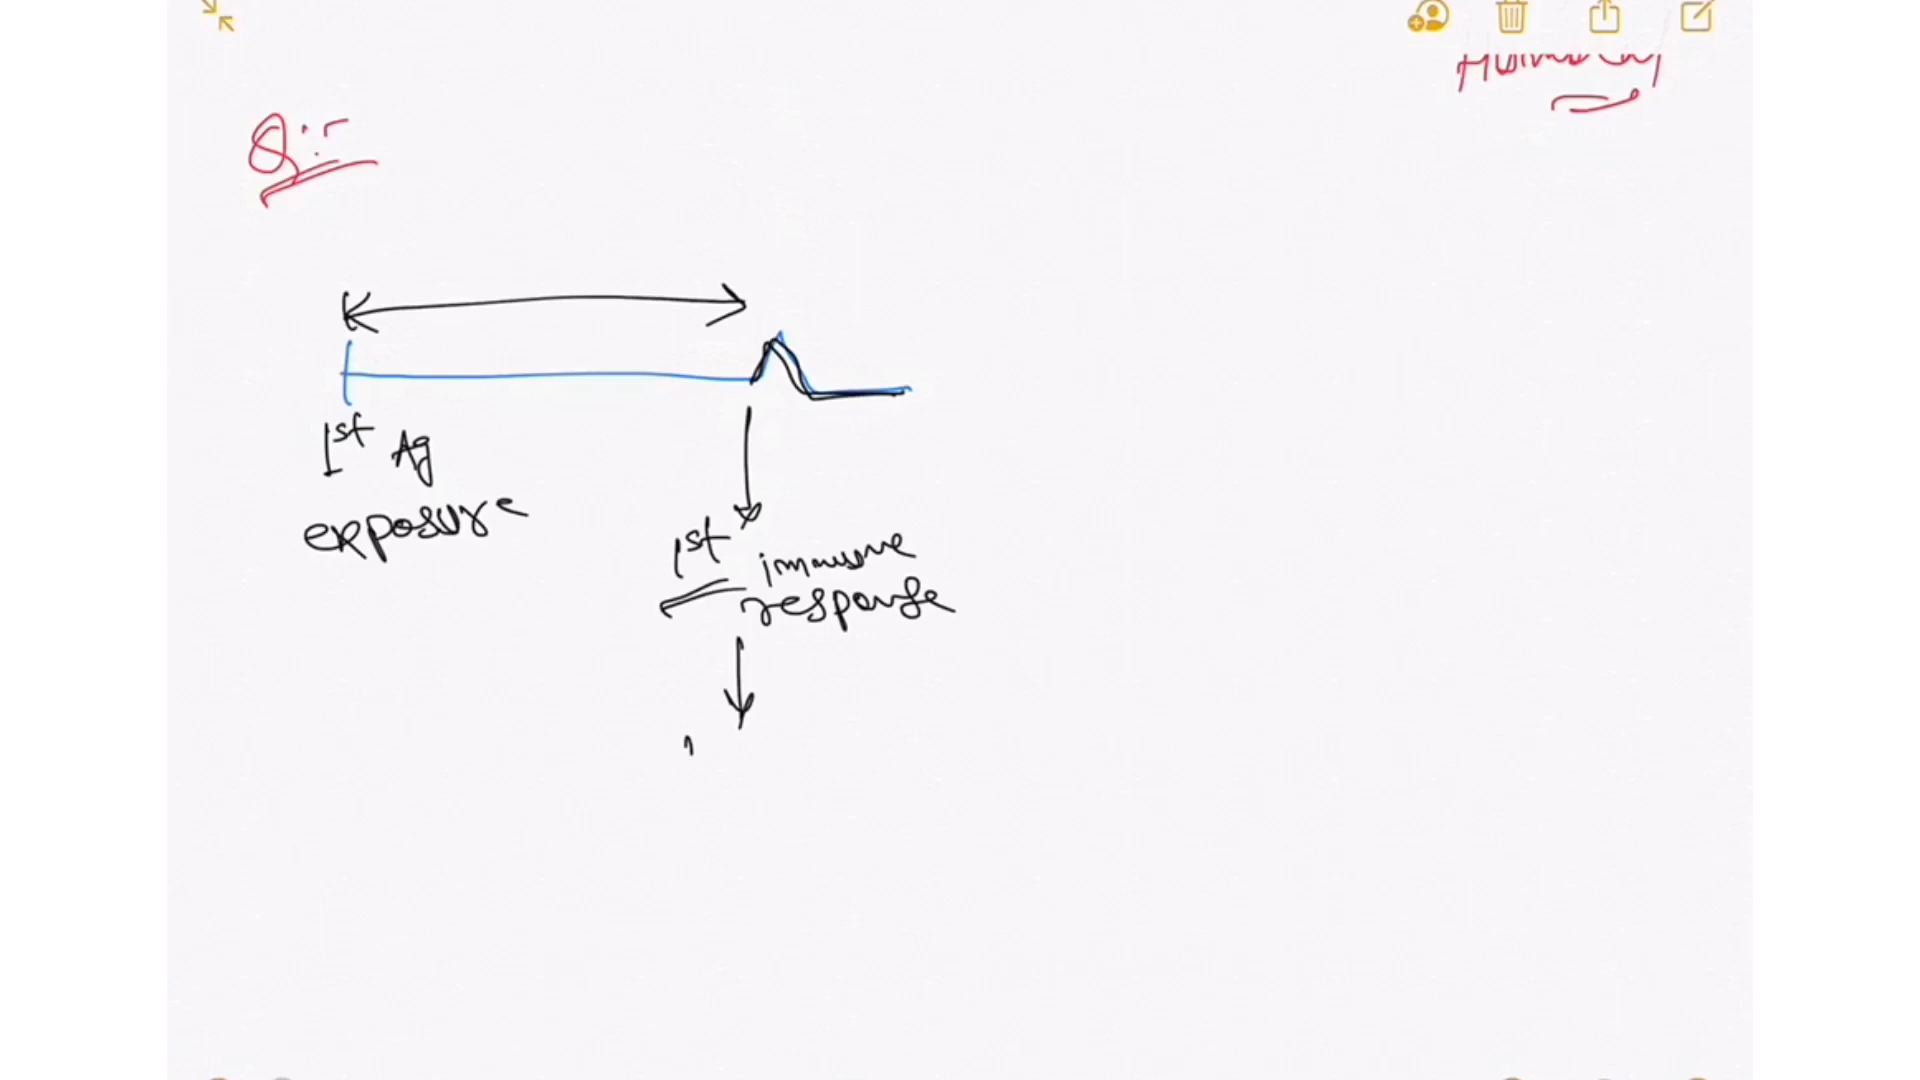 Q:-
1st Ag
exposure
1st immune
response